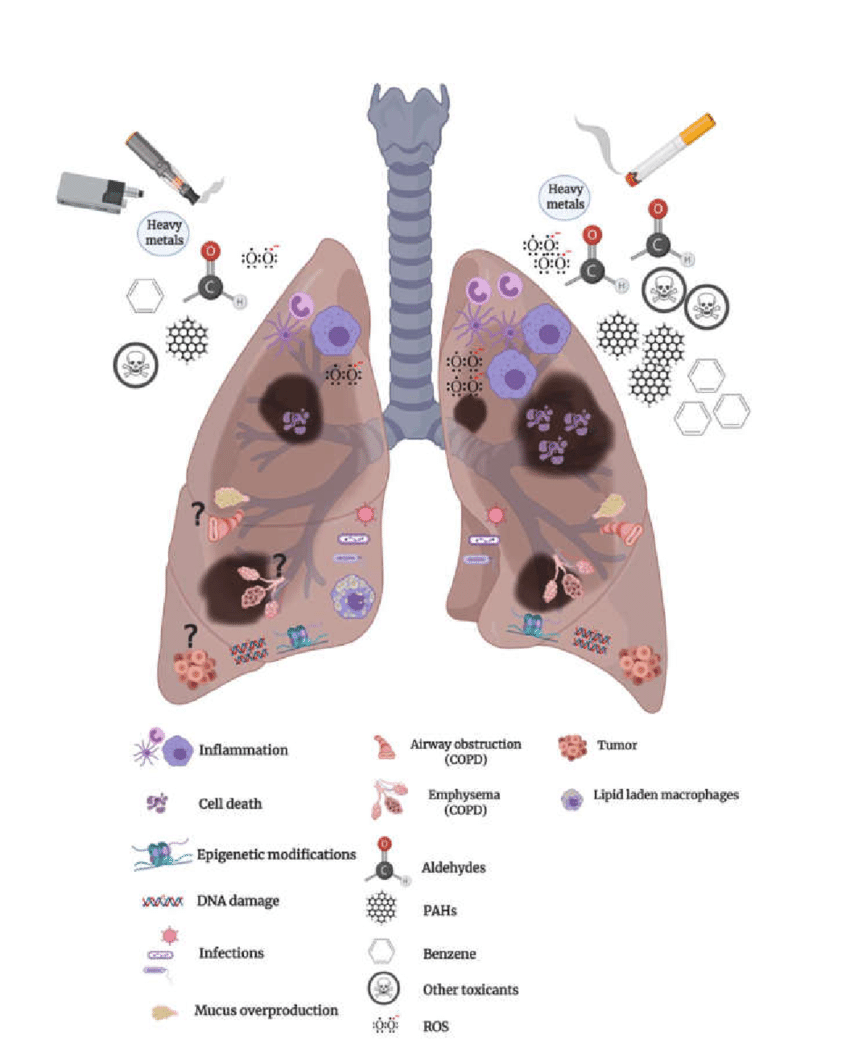 Heavy
metals
O
C
H
Ö:Ö:
Heavy
metals
O
C
H
O
C
H
Ö:Ö:
Ö:Ö:
Ö:Ö:
Ö:Ö:
Ö:Ö:
?
?
?
Inflammation
Cell death
Epigenetic modifications
DNA damage
Infections
Mucus overproduction
Airway obstruction
(COPD)
Emphysema
(COPD)
O
C
H
Aldehydes
PAHs
Benzene
Other toxicants
:Ö:Ö:
ROS
Tumor
Lipid laden macrophages